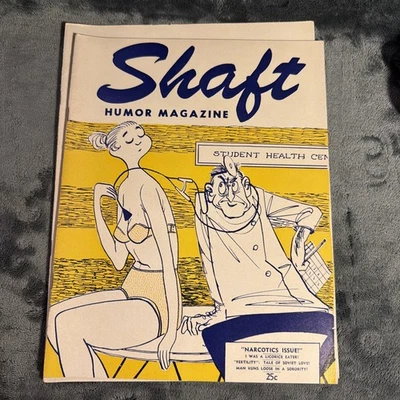 Shaft
HUMOR MAGAZINE
STUDENT HEALTH CEN
"NARCOTICS ISSUE!"
I WAS A LICORICE EATER!
"FERTILITY": TALE OF SOVIET LOVE!
MAN RUNS LOOSE IN A SORORITY!
25c